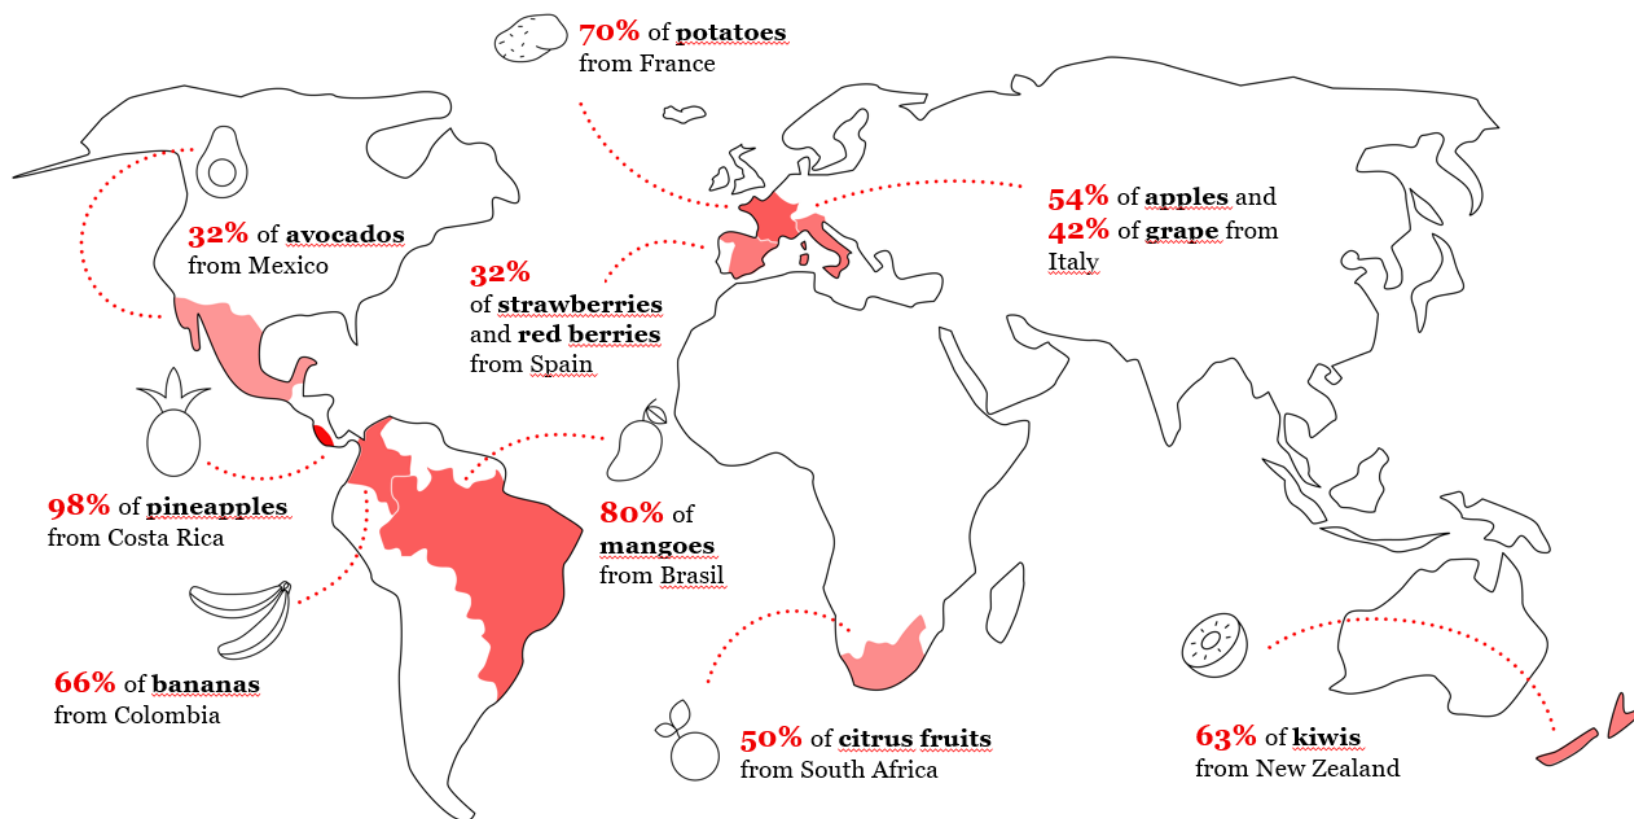 70% of potatoes
from France
54% of apples and
42% of grape from
Italy
32% of avocados
from Mexico
32%
of strawberries
and red berries
from Spain
98% of pineapples
from Costa Rica
80% of
mangoes
from Brasil
66% of bananas
from Colombia
50% of citrus fruits
from South Africa
63% of kiwis
from New Zealand